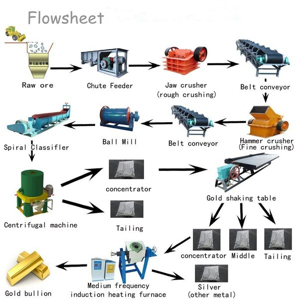 Flowsheet
Raw ore
Chute Feeder
Jaw crusher
(rough crushing)
Belt conveyor
Spiral Classifler
Ball Mill
Belt conveyor
Hammer crusher
(Fine crushing)
concentrator
Gold shaking table
Centrifugal machine
Tailing
concentrator
Middle
Tailing
Gold bullion
Medium frequency
induction heating furnace
Silver
(other metal)